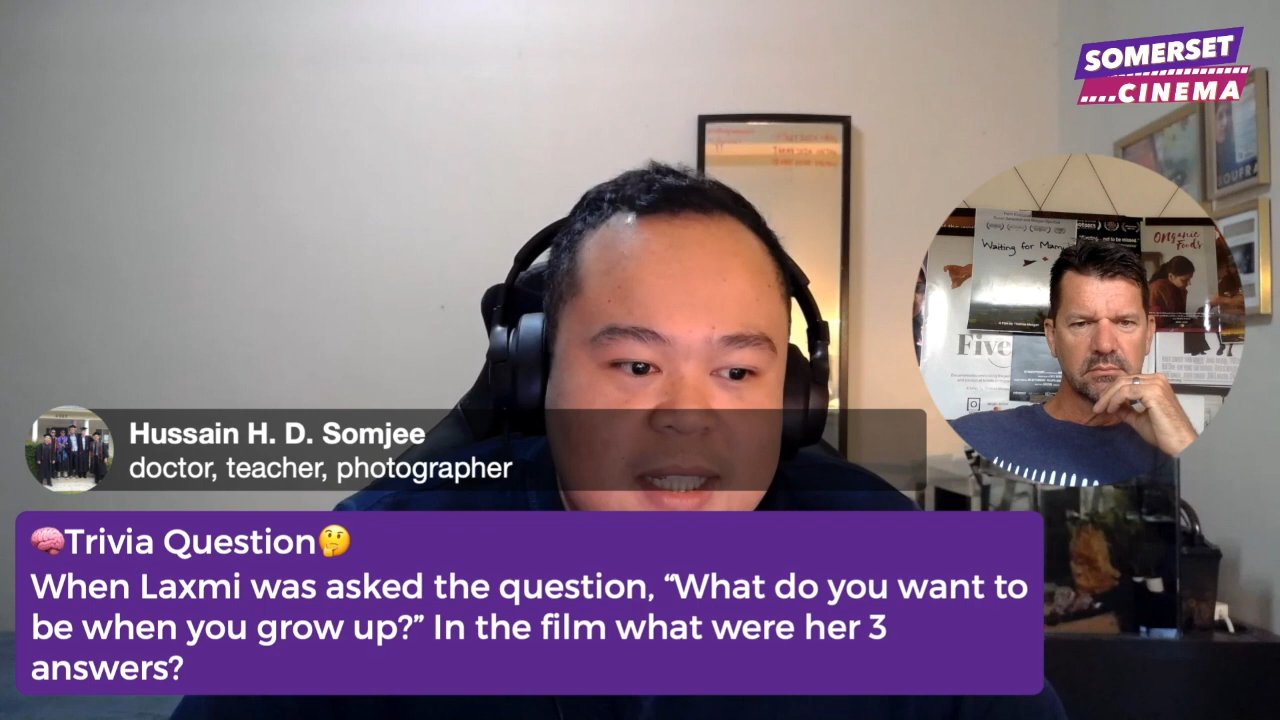 SOMERSET
....CINEMA
Waiting for
Organic
Foods
Five
Hussain H. D. Somjee
doctor, teacher, photographer
🧠Trivia Question🤔
When Laxmi was asked the question, “What do you want to
be when you grow up?” In the film what were her 3
answers?